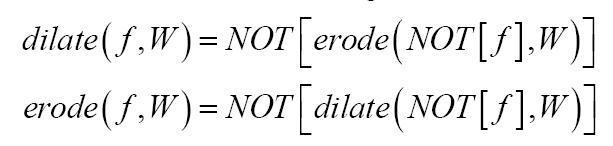 dilate(f,W) = NOT[erode(NOT[f],W)]
erode(f,W) = NOT[dilate(NOT[f],W)]